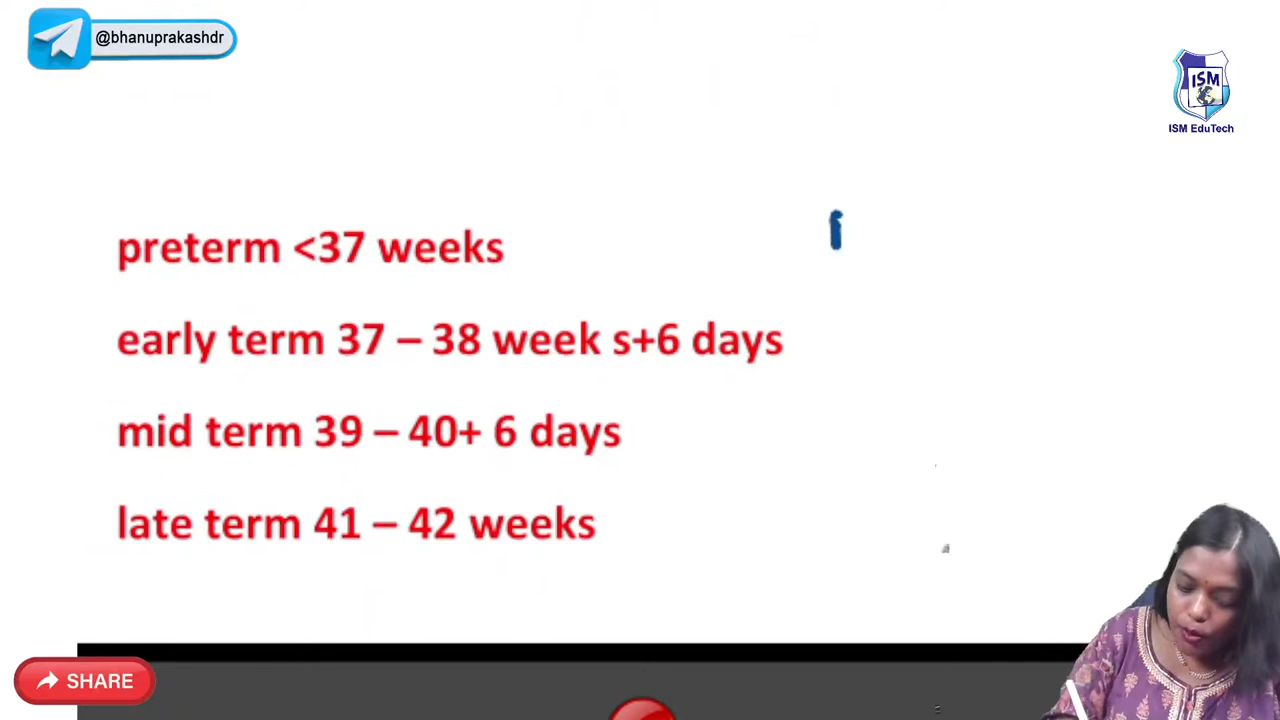 @bhanuprakashdr
ISM
ISM EduTech
preterm <37 weeks
early term 37 – 38 week s+6 days
mid term 39 – 40+ 6 days
late term 41 – 42 weeks
SHARE